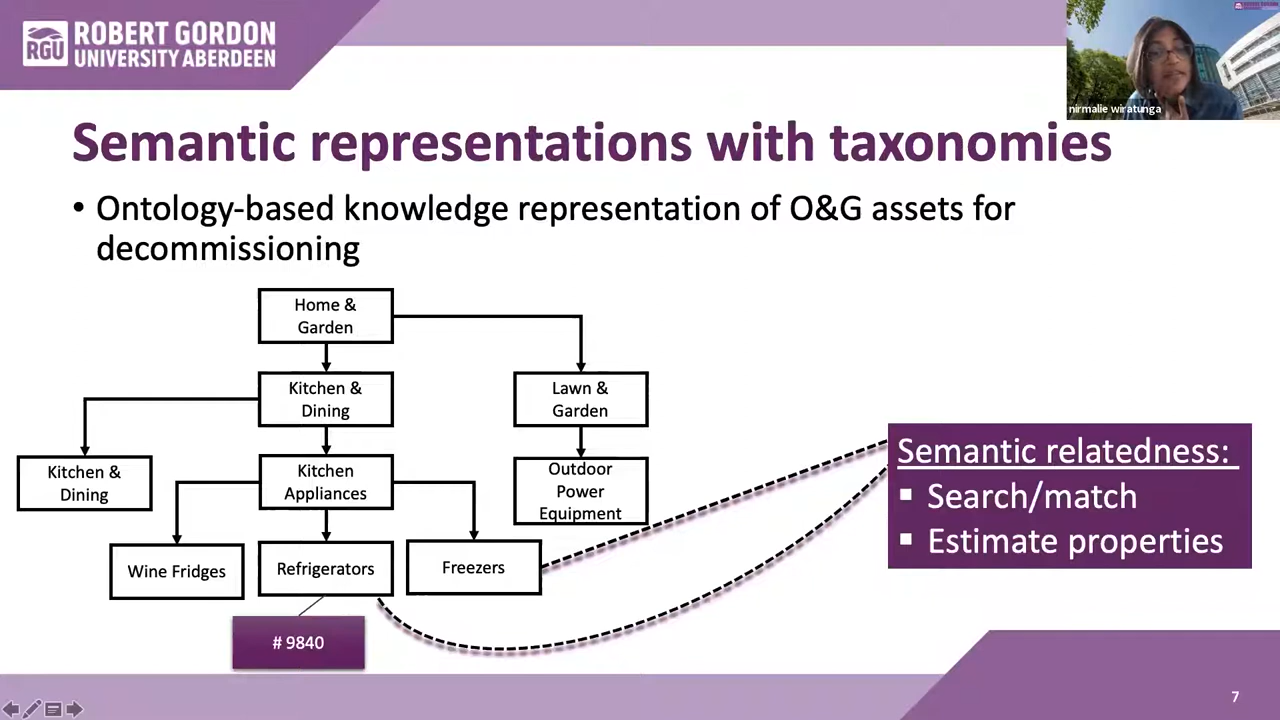 RGU
ROBERT GORDON
UNIVERSITY ABERDEEN
nirmalie wiratunga
Semantic representations with taxonomies
• Ontology-based knowledge representation of O&G assets for
decommissioning
Home &
Garden
Kitchen &
Dining
Lawn &
Garden
Kitchen &
Dining
Kitchen
Appliances
Outdoor
Power
Equipment
Wine Fridges
Refrigerators
Freezers
# 9840
Semantic relatedness:
▪ Search/match
▪ Estimate properties
7